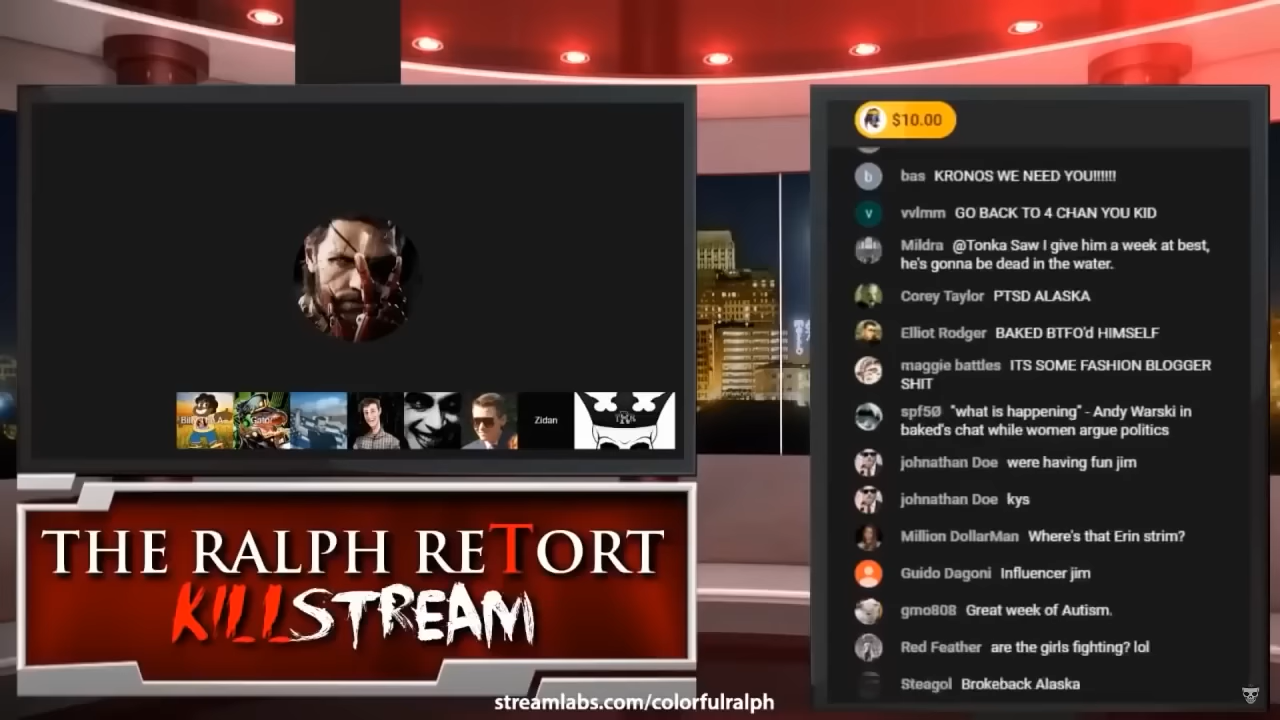 $10.00
b bas KRONOS WE NEED YOU!!!!!!
v vvlmm GO BACK TO 4 CHAN YOU KID
Mildra @Tonka Saw I give him a week at best,
he's gonna be dead in the water.
Corey Taylor PTSD ALASKA
Elliot Rodger BAKED BTFO'd HIMSELF
maggie battles ITS SOME FASHION BLOGGER
SHIT
spf5Ø "what is happening" - Andy Warski in
baked's chat while women argue politics
johnathan Doe were having fun jim
johnathan Doe kys
Million DollarMan Where's that Erin strim?
Guido Dagoni Influencer jim
gmo808 Great week of Autism.
Red Feather are the girls fighting? lol
Steagol Brokeback Alaska
Gator
Zidan
TRR
THE RALPH RETORT
KILLSTREAM
streamlabs.com/colorfulralph